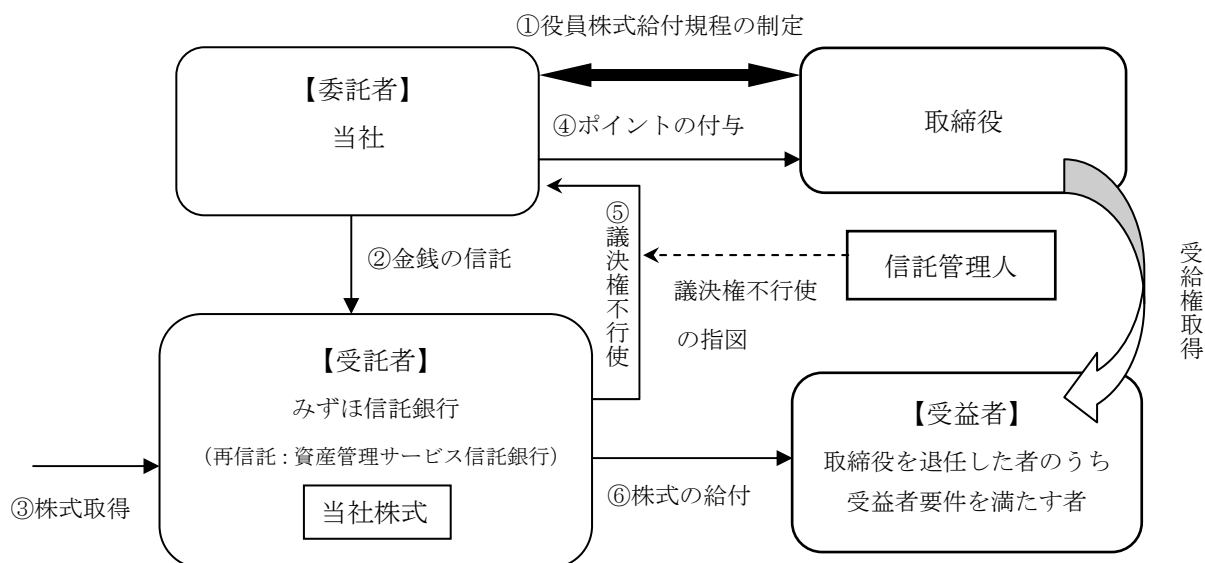 ①役員株式給付規程の制定
【委託者】
当社
④ポイントの付与
取締役
②金銭の信託
⑤議決権不行使
議決権不行使
の指図
信託管理人
受給権取得
【受託者】
みずほ信託銀行
(再信託:資産管理サービス信託銀行)
当社株式
③株式取得
⑥株式の給付
【受益者】
取締役を退任した者のうち
受益者要件を満たす者